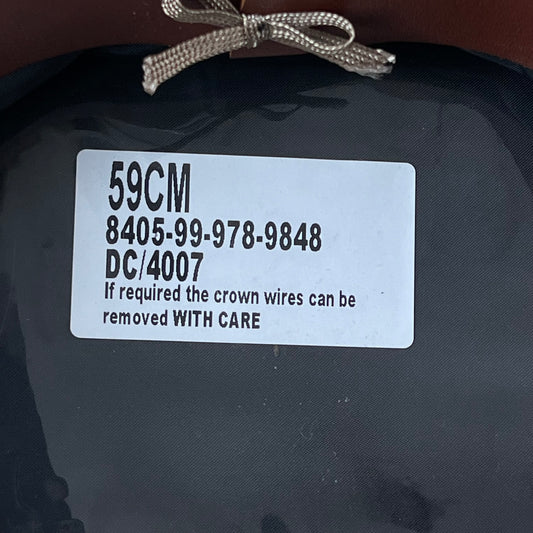 59CM
8405-99-978-9848
DC/4007
If required the crown wires can be
removed WITH CARE